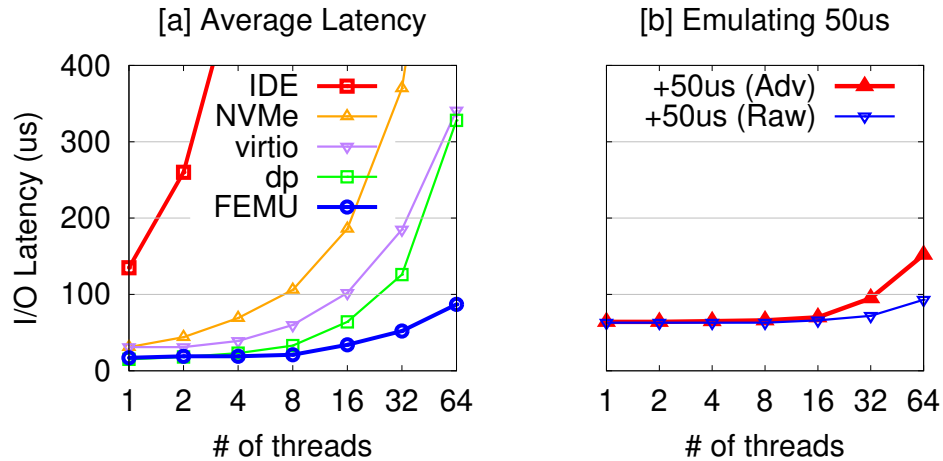 [a] Average Latency
I/O Latency (us)
400
300
200
100
0
IDE
NVMe
virtio
dp
FEMU
1 2 4 8 16 32 64
# of threads
[b] Emulating 50us
+50us (Adv)
+50us (Raw)
1 2 4 8 16 32 64
# of threads